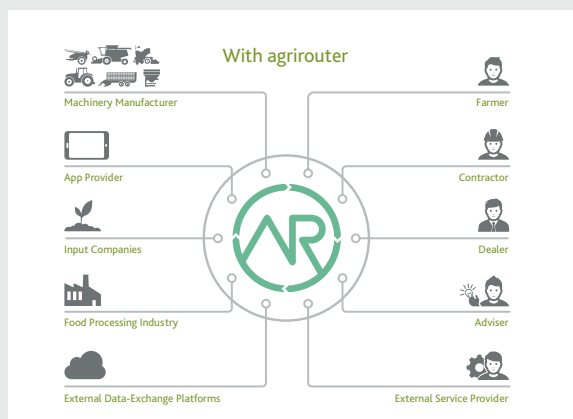 With agrirouter
Machinery Manufacturer
Farmer
App Provider
Contractor
AR
Input Companies
Dealer
Food Processing Industry
Adviser
External Data-Exchange Platforms
External Service Provider